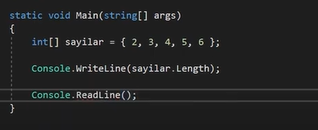 static void Main(string[] args)
{
    int[] sayilar = { 2, 3, 4, 5, 6 };
    Console.WriteLine(sayilar.Length);
    Console.ReadLine();
}